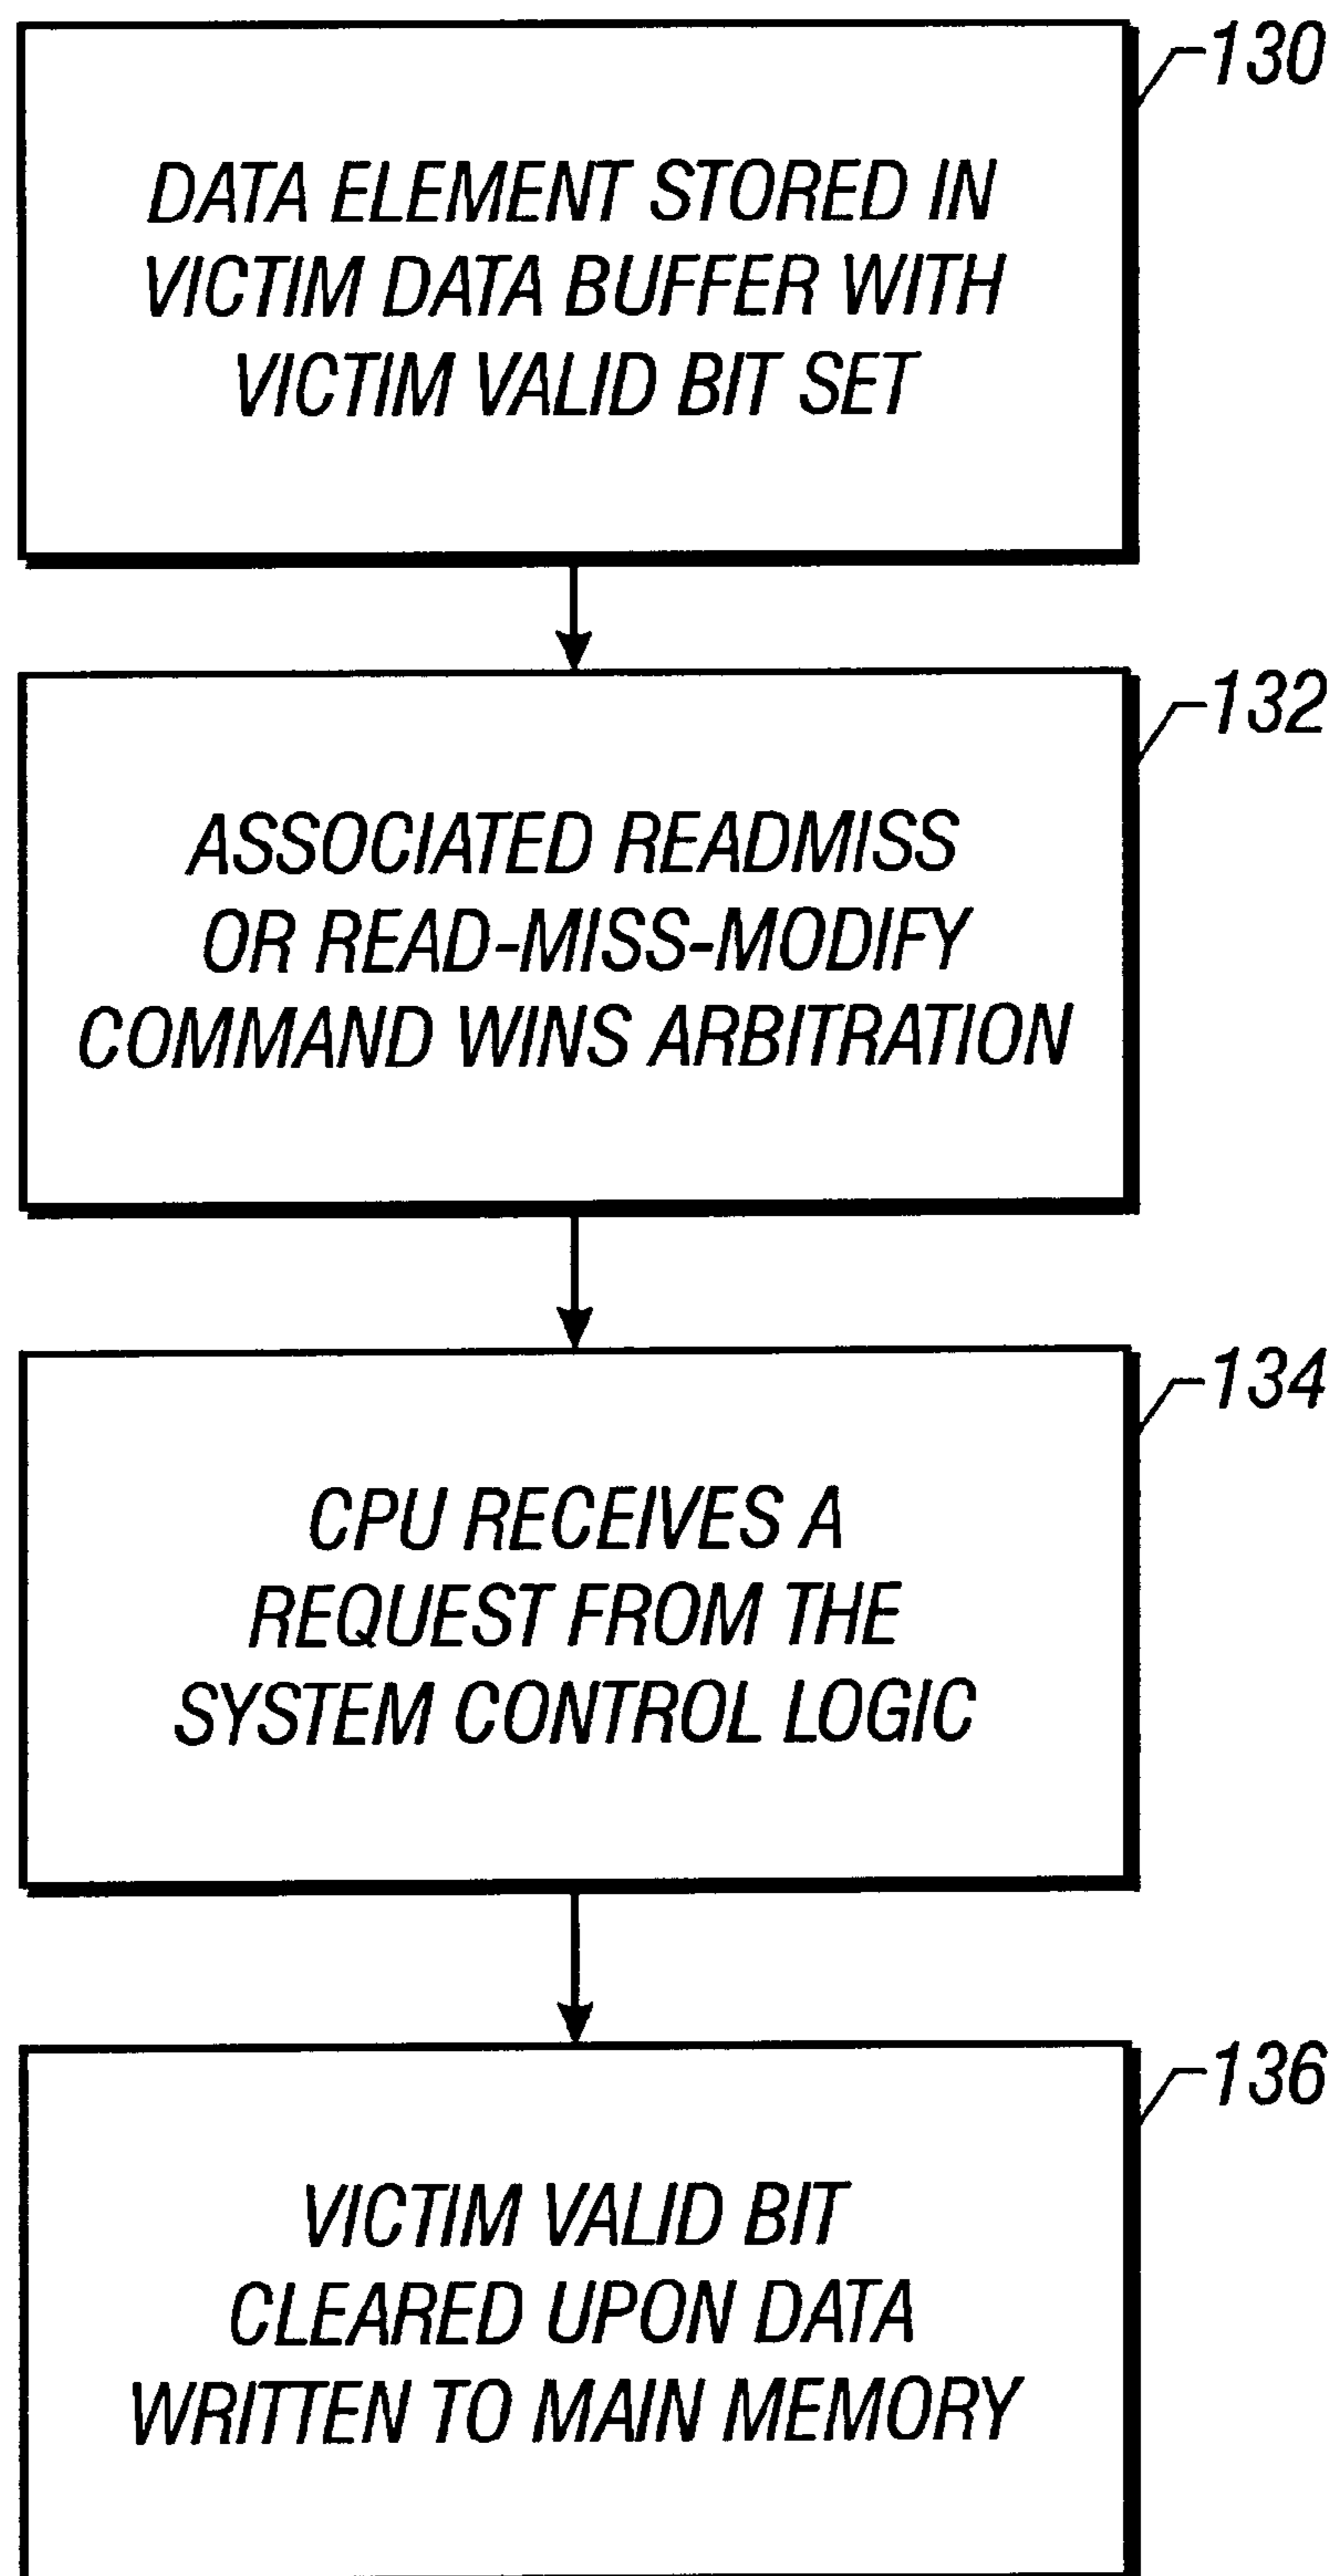 130
DATA ELEMENT STORED IN
VICTIM DATA BUFFER WITH
VICTIM VALID BIT SET
132
ASSOCIATED READMISS
OR READ-MISS-MODIFY
COMMAND WINS ARBITRATION
134
CPU RECEIVES A
REQUEST FROM THE
SYSTEM CONTROL LOGIC
136
VICTIM VALID BIT
CLEARED UPON DATA
WRITTEN TO MAIN MEMORY